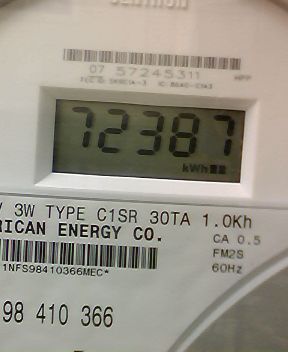 CENTRON
07 57245311
72387
kWh
V 3W TYPE C1SR 30TA 1.0Kh
RICAN ENERGY CO.
CA 0.5
FM2S
60Hz
1NFS98410366MEC*
98 410 366